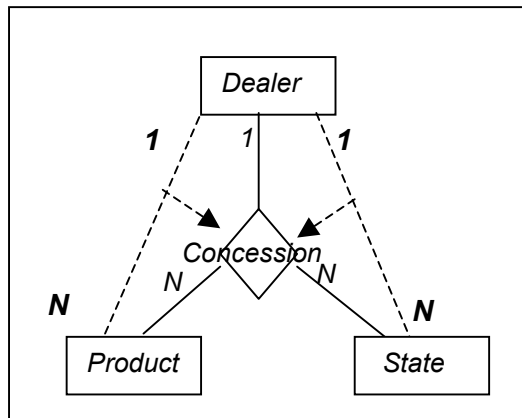 Dealer
1 1 1
Concession
N N
N N
Product State